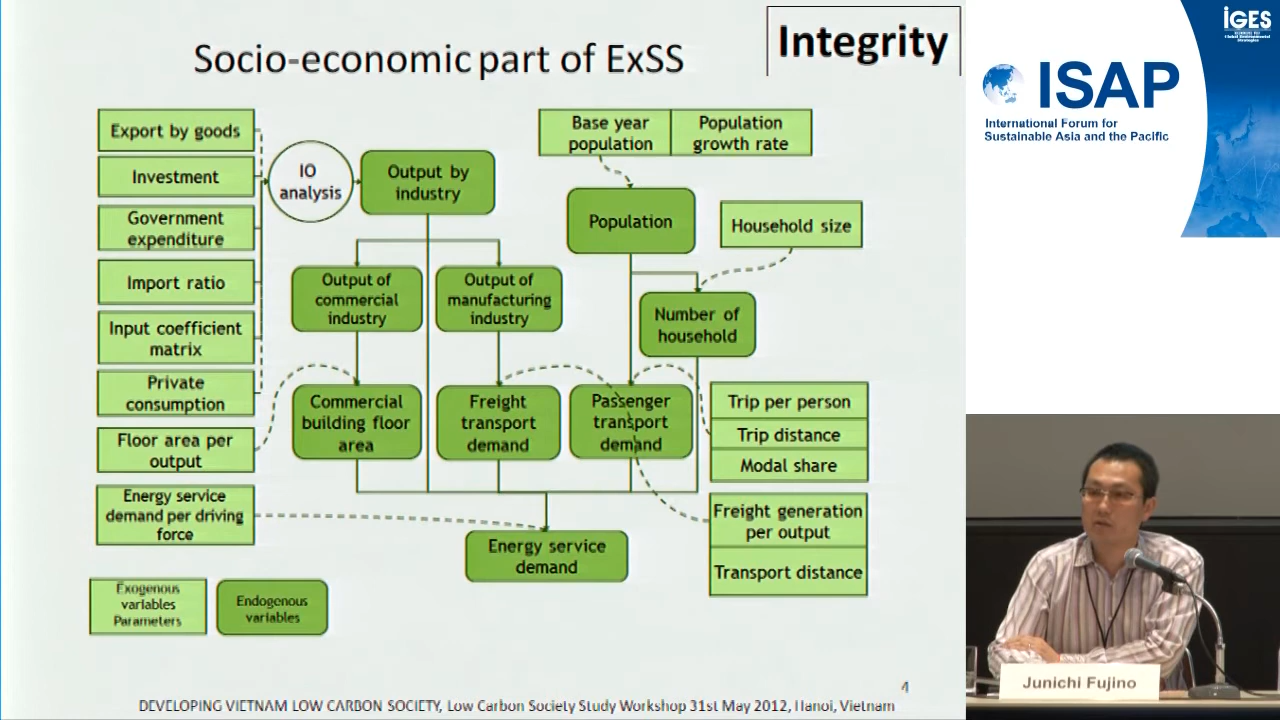 Socio-economic part of ExSS
Integrity
Export by goods
Investment
Government
expenditure
Import ratio
Input coefficient
matrix
Private
consumption
Floor area per
output
Energy service
demand per driving
force
IO
analysis
Output by
industry
Output of
commercial
industry
Output of
manufacturing
industry
Commercial
building floor
area
Freight
transport
demand
Passenger
transport
demand
Base year
population
Population
growth rate
Population
Household size
Number of
household
Trip per person
Trip distance
Modal share
Freight generation
per output
Transport distance
Energy service
demand
Exogenous
variables
Parameters
Endogenous
variables
4
DEVELOPING VIETNAM LOW CARBON SOCIETY, Low Carbon Society Study Workshop 31st May 2012, Hanoi, Vietnam
IGES
ISAP
International Forum for
Sustainable Asia and the Pacific
Junichi Fujino